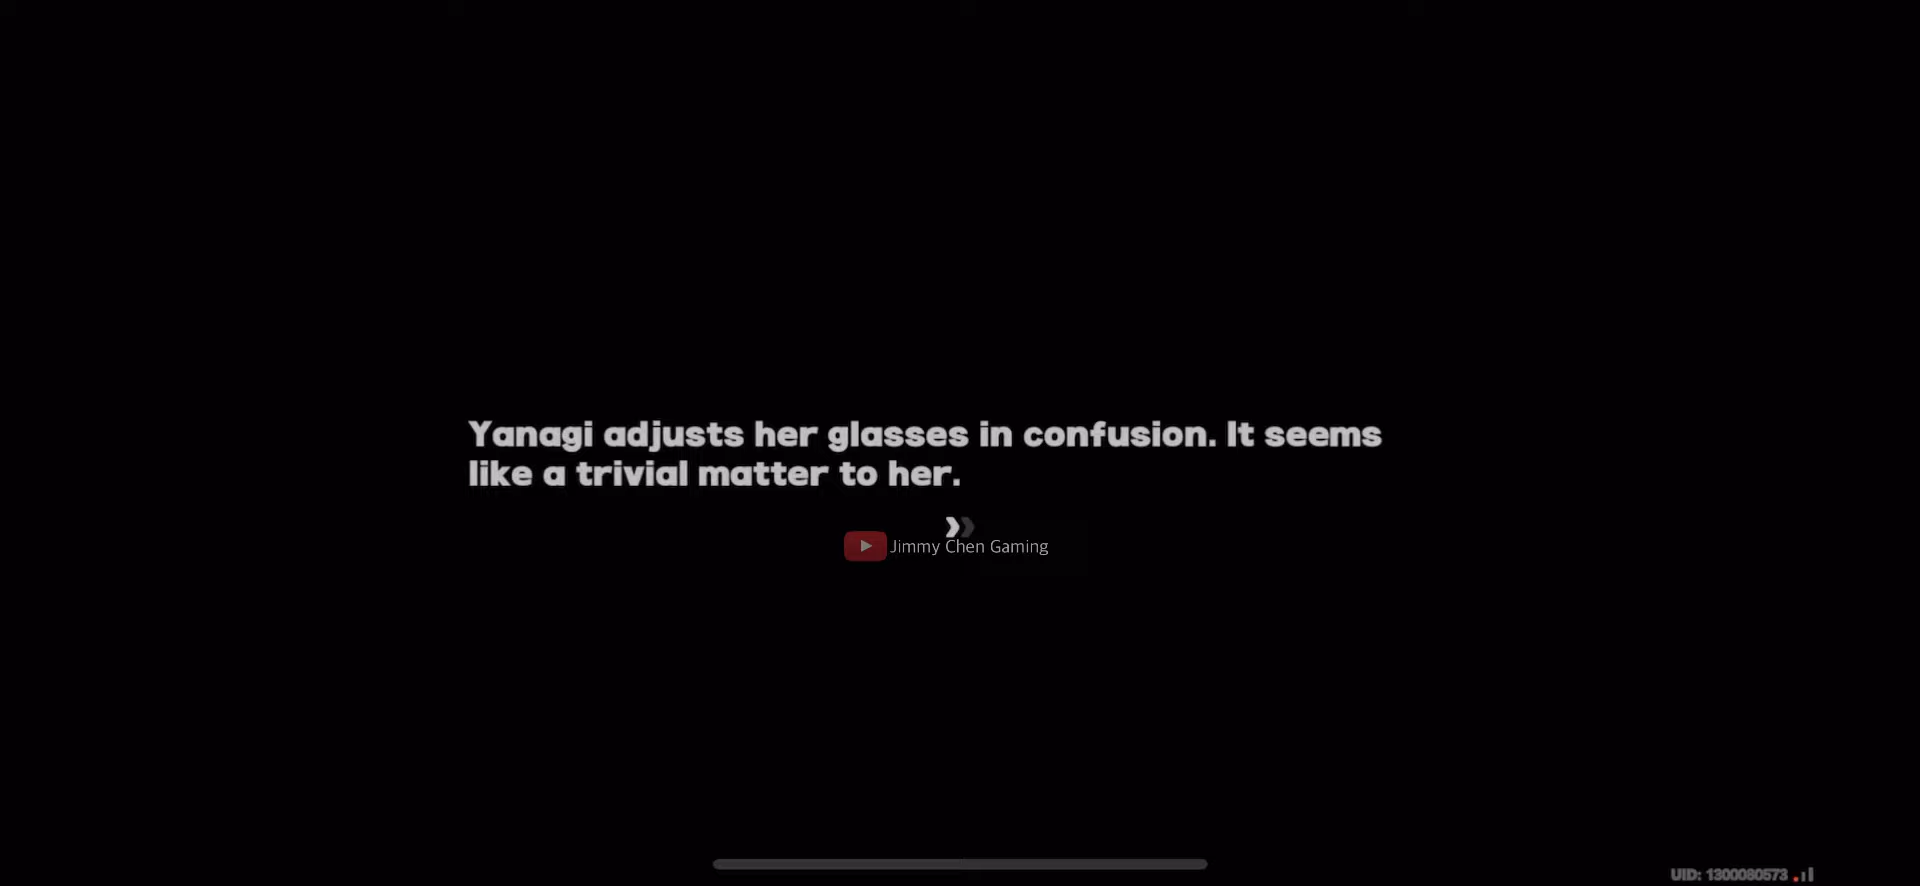 Yanagi adjusts her glasses in confusion. It seems
like a trivial matter to her.
Jimmy Chen Gaming
UID: 1300080573